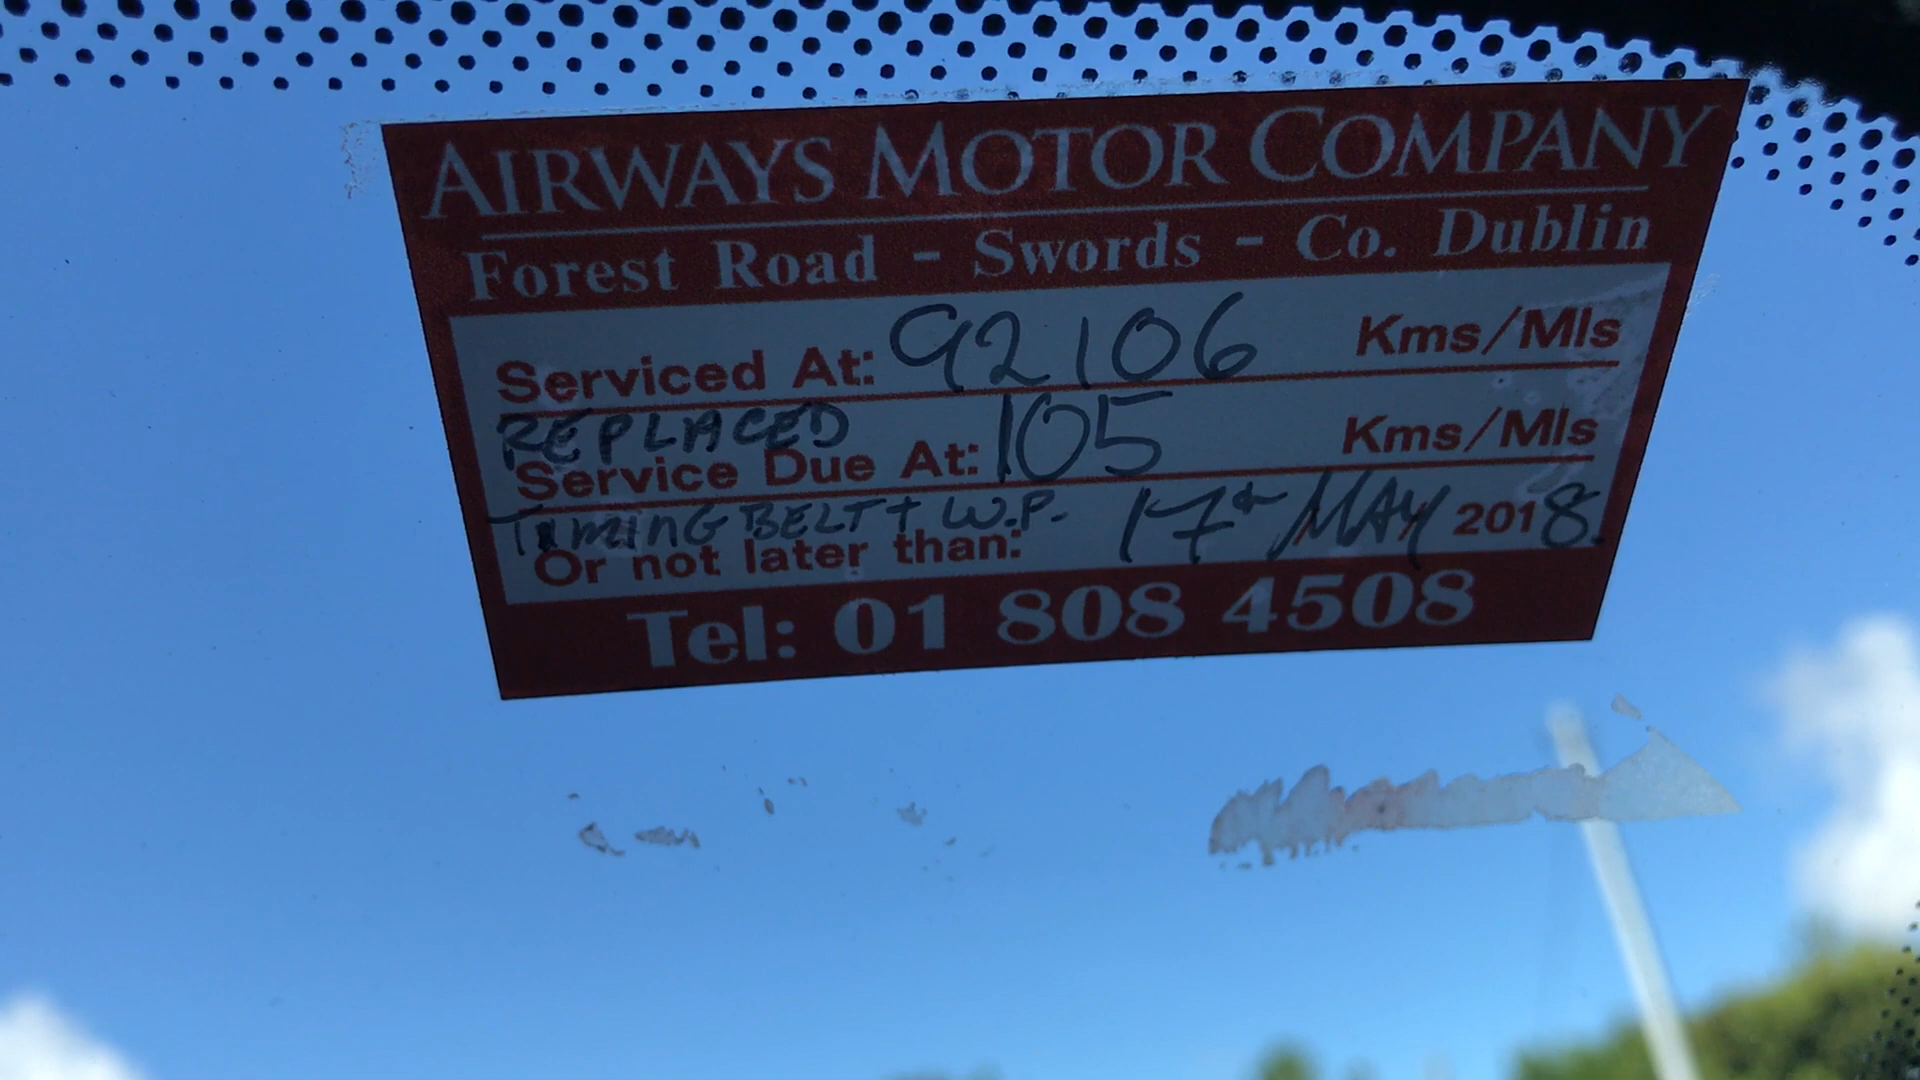 AIRWAYS MOTOR COMPANY
Forest Road - Swords - Co. Dublin
Serviced At: 92106 Kms/Mls
REPLACED
Service Due At: 105 Kms/Mls
TIMING BELT + W.P.
Or not later than: 17th MAY 2018.
Tel: 01 808 4508